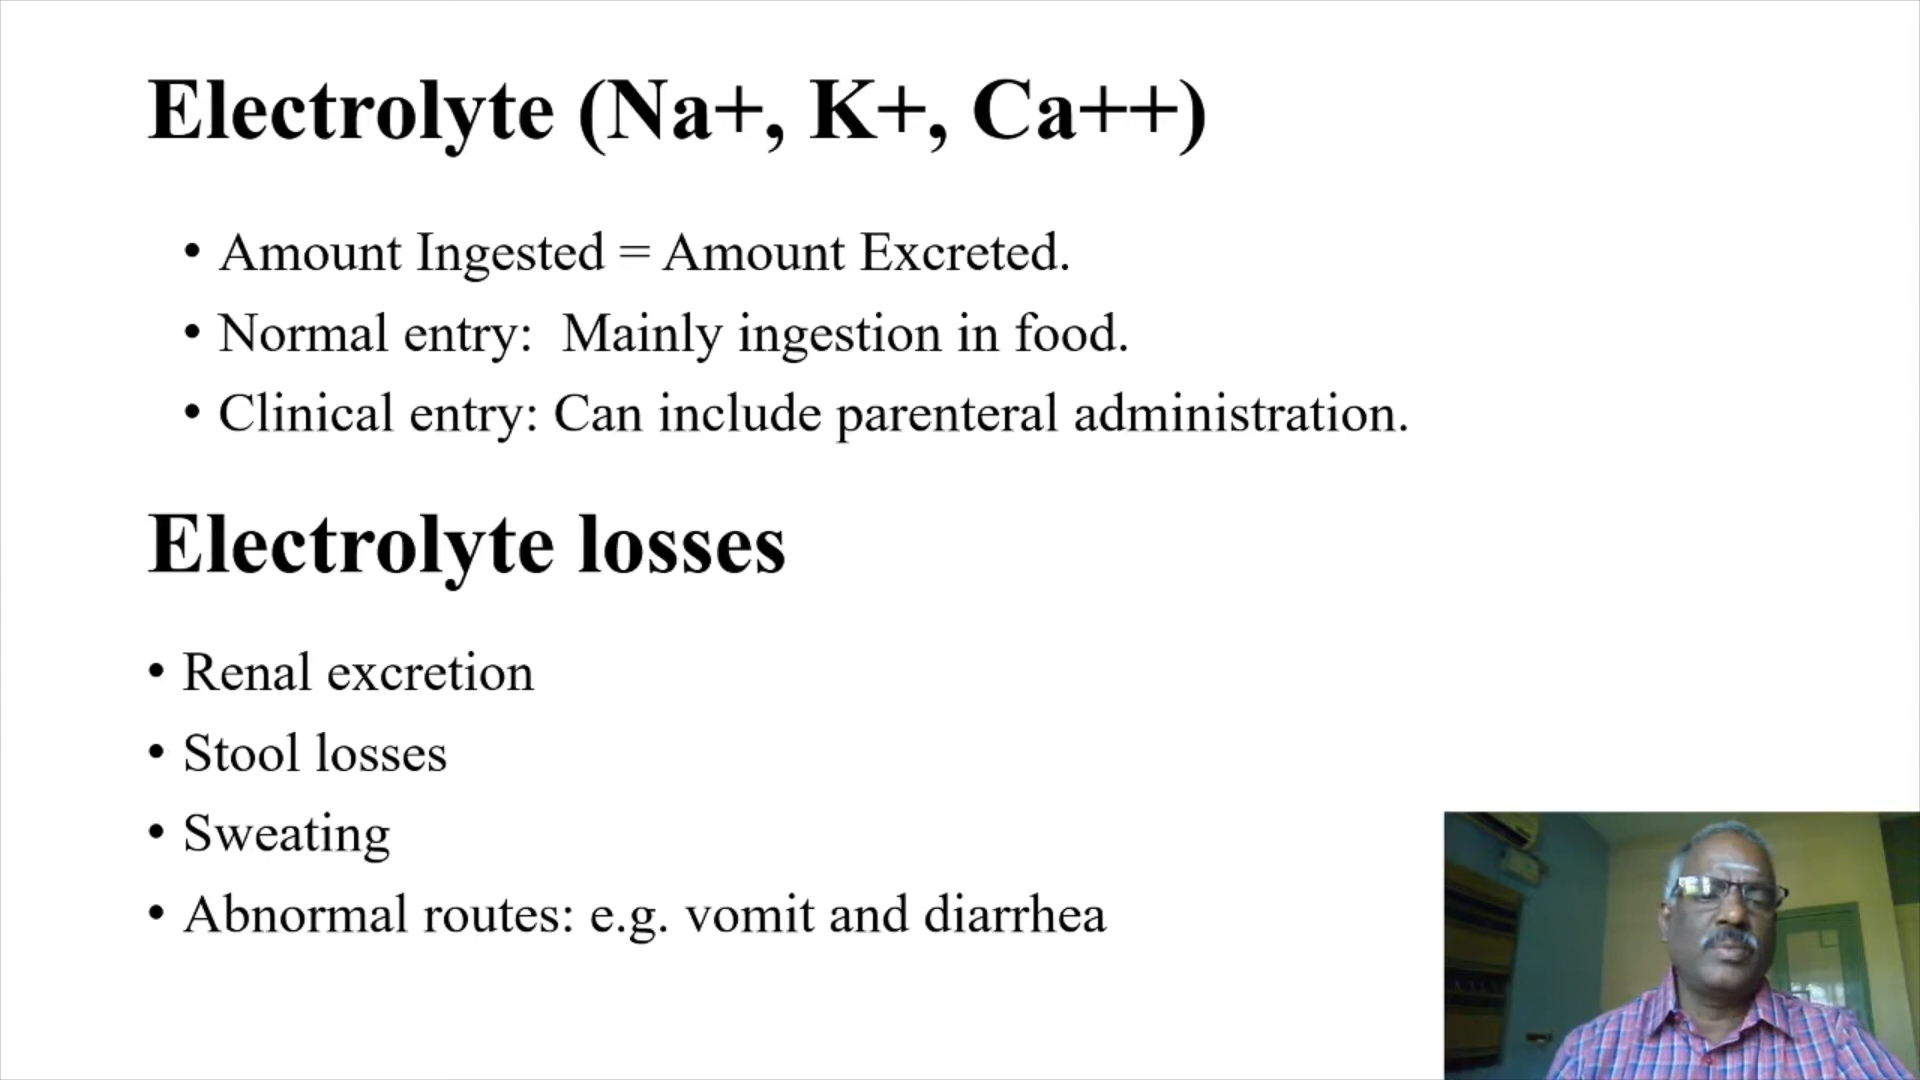 Electrolyte (Na+, K+, Ca++)
• Amount Ingested = Amount Excreted.
• Normal entry:  Mainly ingestion in food.
• Clinical entry: Can include parenteral administration.
Electrolyte losses
• Renal excretion
• Stool losses
• Sweating
• Abnormal routes: e.g. vomit and diarrhea